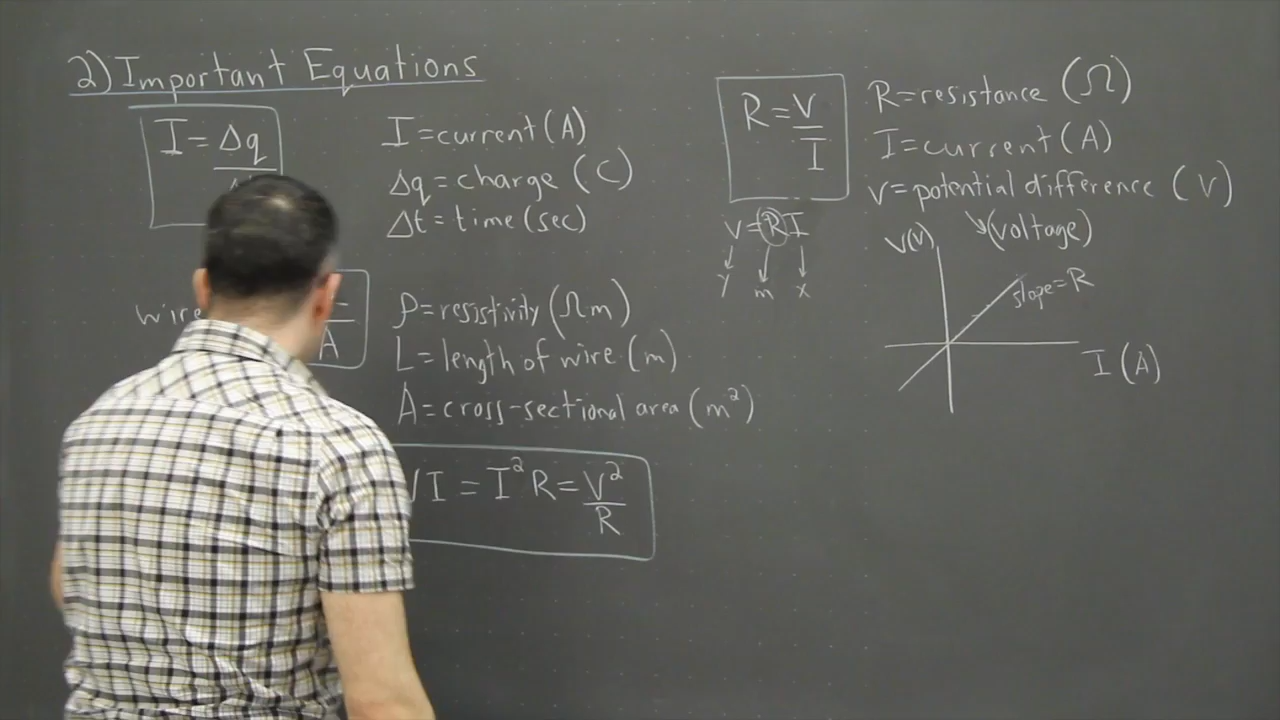 2) Important Equations
I = Δq
I = current (A)
Δq = charge (C)
Δt = time (sec)
wire
A
ρ = resistivity (Ωm)
L = length of wire (m)
A = cross-sectional area (m²)
VI = I²R = V²/R
R = V/I
R = resistance (Ω)
I = current (A)
V = potential difference (V)
(voltage)
V = RI
y m x
V(V)
slope = R
I (A)